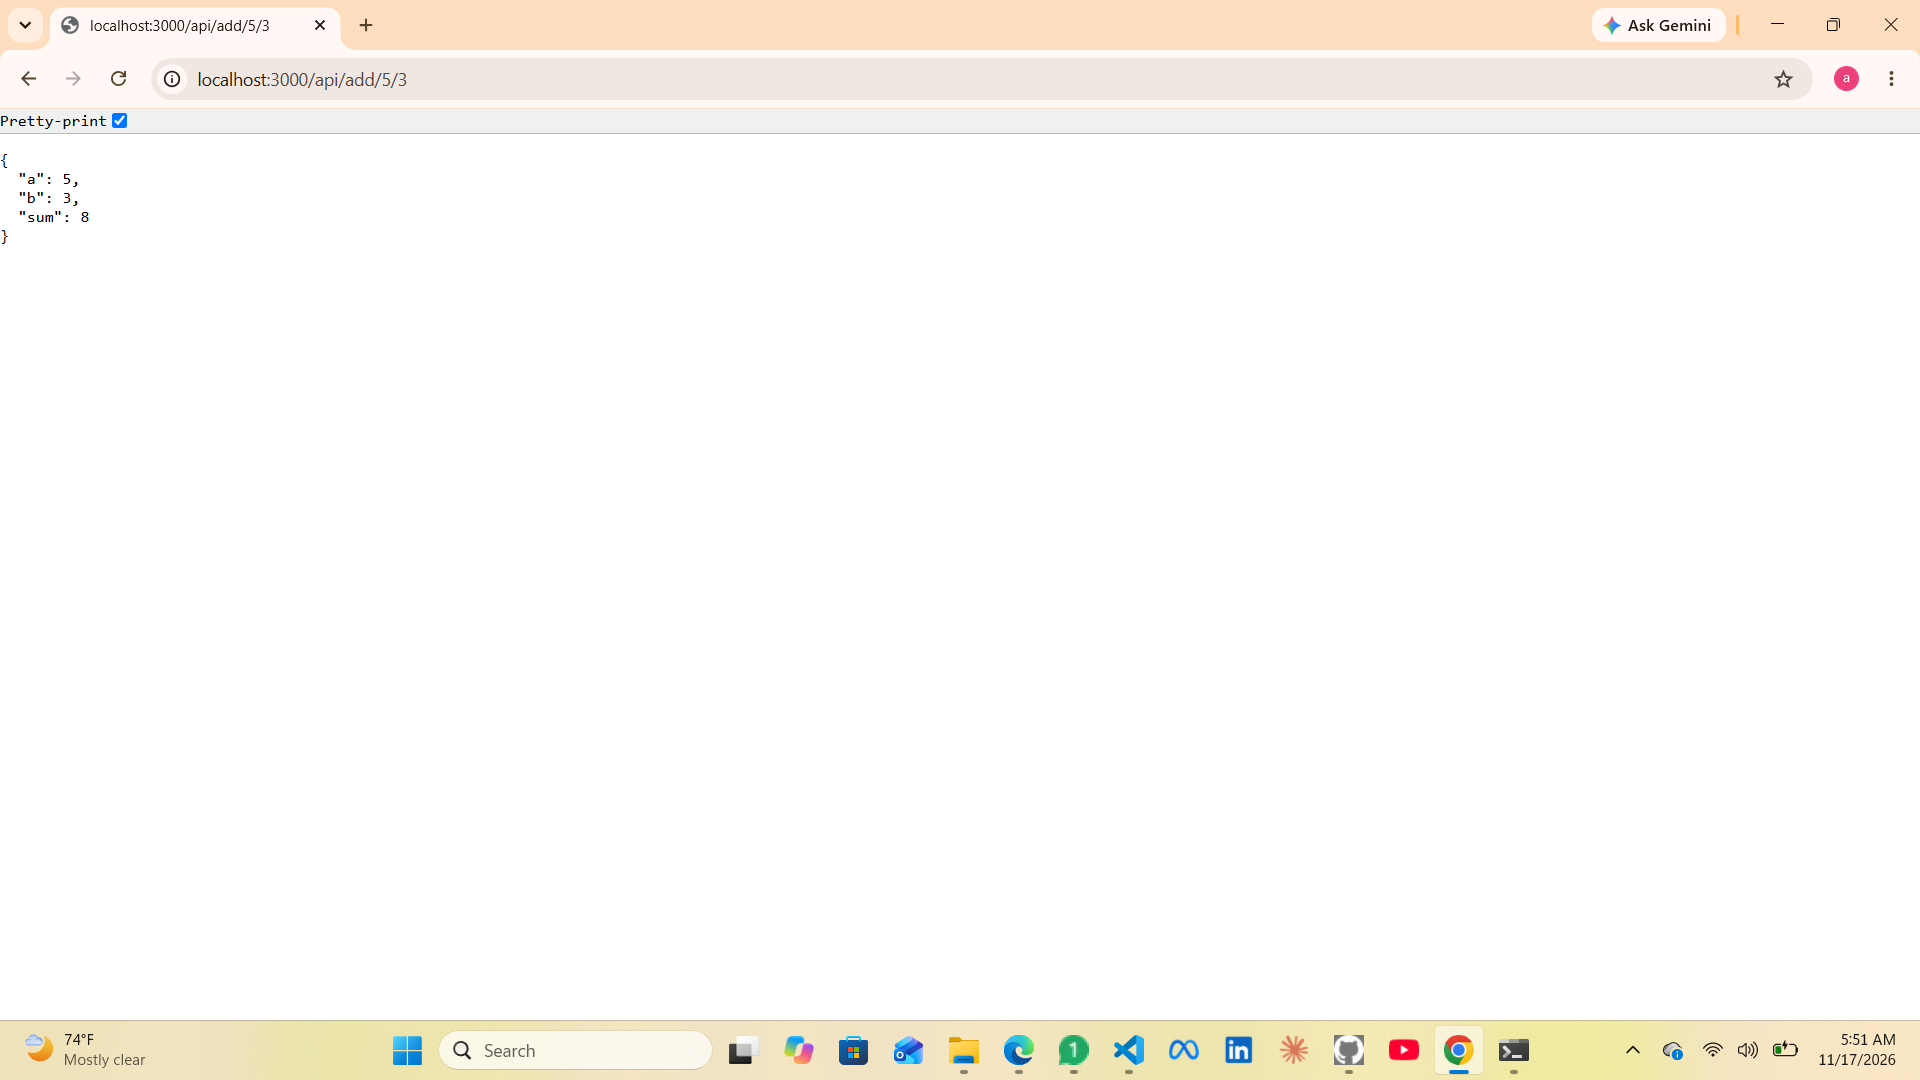 localhost:3000/api/add/5/3
Ask Gemini
localhost:3000/api/add/5/3
a
Pretty-print
{
  "a": 5,
  "b": 3,
  "sum": 8
}
74°F
Mostly clear
Search
1
5:51 AM
11/17/2026